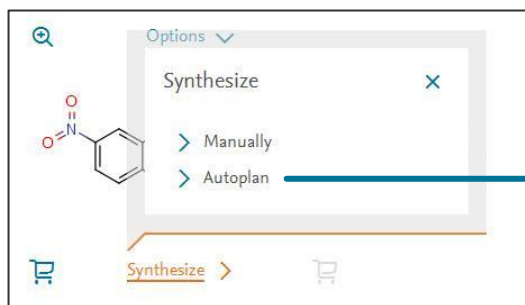 Options
Synthesize
O
O
N
Manually
Autoplan
Synthesize